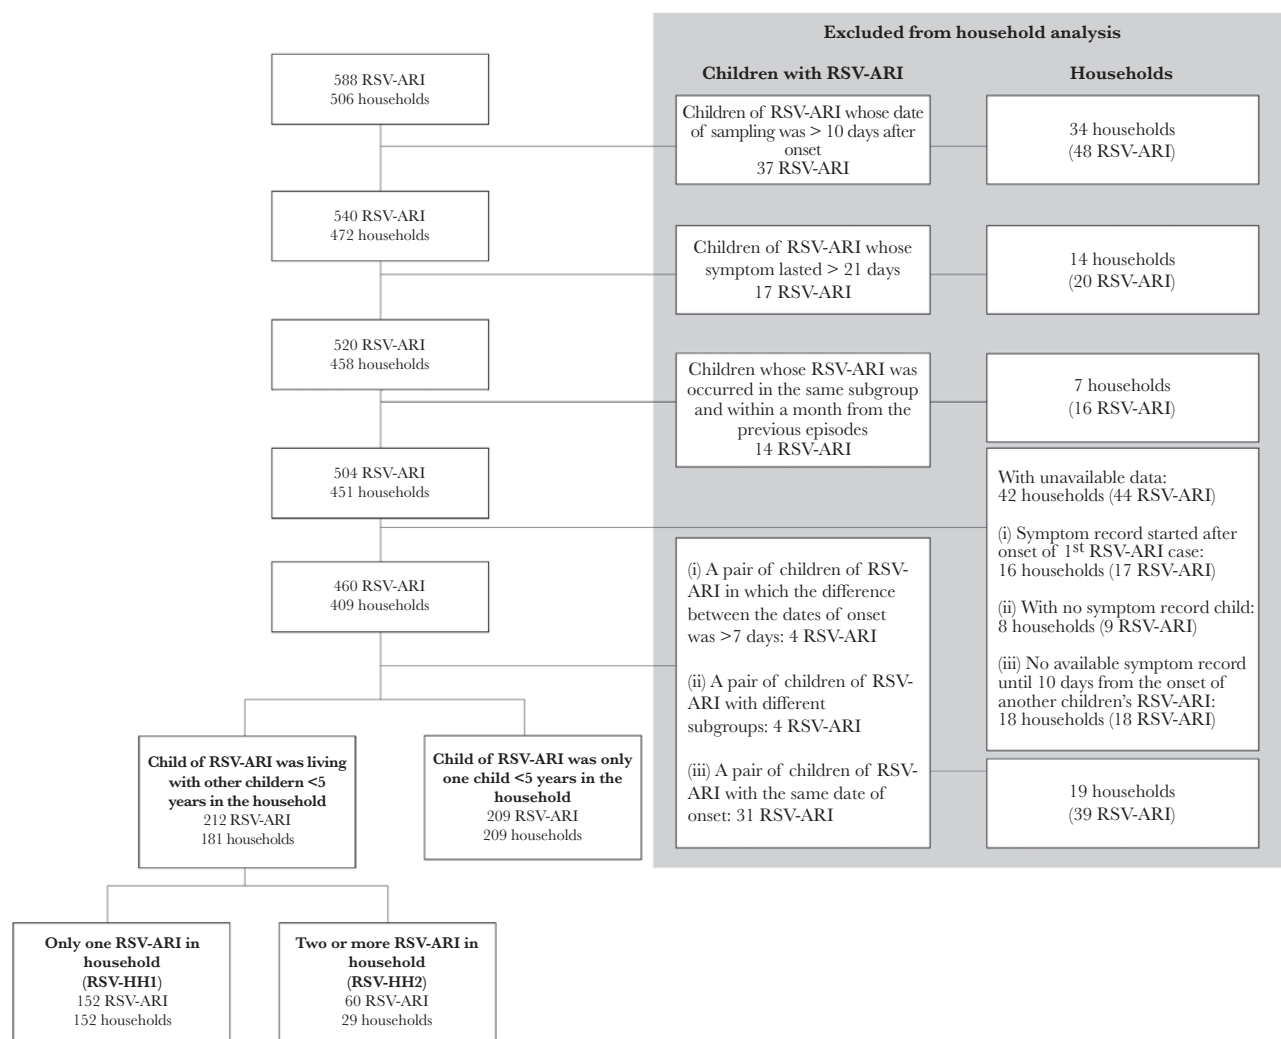 Excluded from household analysis
Children with RSV-ARI
Households
588 RSV-ARI
506 households
Children of RSV-ARI whose date
of sampling was > 10 days after
onset
37 RSV-ARI
34 households
(48 RSV-ARI)
540 RSV-ARI
472 households
Children of RSV-ARI whose
symptom lasted > 21 days
17 RSV-ARI
14 households
(20 RSV-ARI)
520 RSV-ARI
458 households
Children whose RSV-ARI was
occurred in the same subgroup
and within a month from the
previous episodes
14 RSV-ARI
7 households
(16 RSV-ARI)
504 RSV-ARI
451 households
With unavailable data:
42 households (44 RSV-ARI)
(i) Symptom record started after
onset of 1st RSV-ARI case:
16 households (17 RSV-ARI)
(ii) With no symptom record child:
8 households (9 RSV-ARI)
(iii) No available symptom record
until 10 days from the onset of
another children's RSV-ARI:
18 households (18 RSV-ARI)
460 RSV-ARI
409 households
(i) A pair of children of RSV-
ARI in which the difference
between the dates of onset
was >7 days: 4 RSV-ARI
(ii) A pair of children of RSV-
ARI with different
subgroups: 4 RSV-ARI
(iii) A pair of children of RSV-
ARI with the same date of
onset: 31 RSV-ARI
19 households
(39 RSV-ARI)
Child of RSV-ARI was living
with other childern <5
years in the household
212 RSV-ARI
181 households
Child of RSV-ARI was only
one child <5 years in the
household
209 RSV-ARI
209 households
Only one RSV-ARI in
household
(RSV-HH1)
152 RSV-ARI
152 households
Two or more RSV-ARI in
household
(RSV-HH2)
60 RSV-ARI
29 households